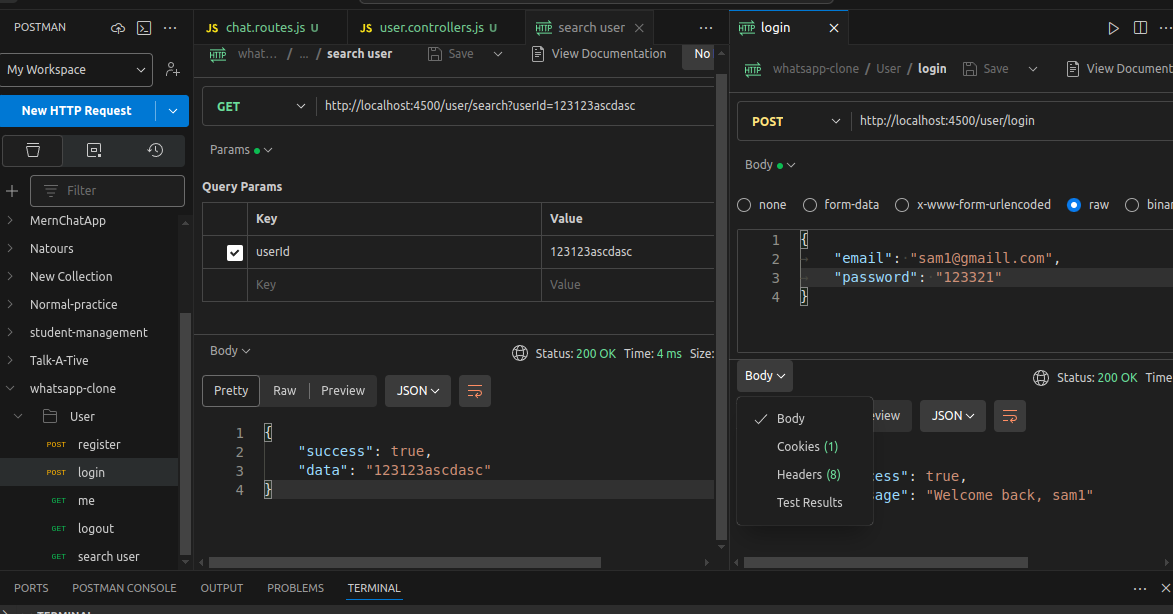 POSTMAN
My Workspace
New HTTP Request
Filter
MernChatApp
Natours
New Collection
Normal-practice
student-management
Talk-A-Tive
whatsapp-clone
User
POST register
POST login
GET me
GET logout
GET search user
JS chat.routes.js U
JS user.controllers.js U
HTTP search user
HTTP what... / ... / search user
Save
View Documentation
No
GET
http://localhost:4500/user/search?userId=123123ascdasc
Params
Query Params
Key Value
userId 123123ascdasc
Key Value
Body
Status: 200 OK Time: 4 ms Size:
Pretty Raw Preview JSON
1 {
2 "success": true,
3 "data": "123123ascdasc"
4 }
HTTP login
HTTP whatsapp-clone / User / login
Save
View Document
POST
http://localhost:4500/user/login
Body
none form-data x-www-form-urlencoded raw binar
1 {
2 "email": "sam1@gmaill.com",
3 "password": "123321"
4 }
Body
Status: 200 OK Time
Body
Cookies (1)
Headers (8)
Test Results
eview JSON
ess": true,
age": "Welcome back, sam1"
PORTS POSTMAN CONSOLE OUTPUT PROBLEMS TERMINAL
TERMINAL